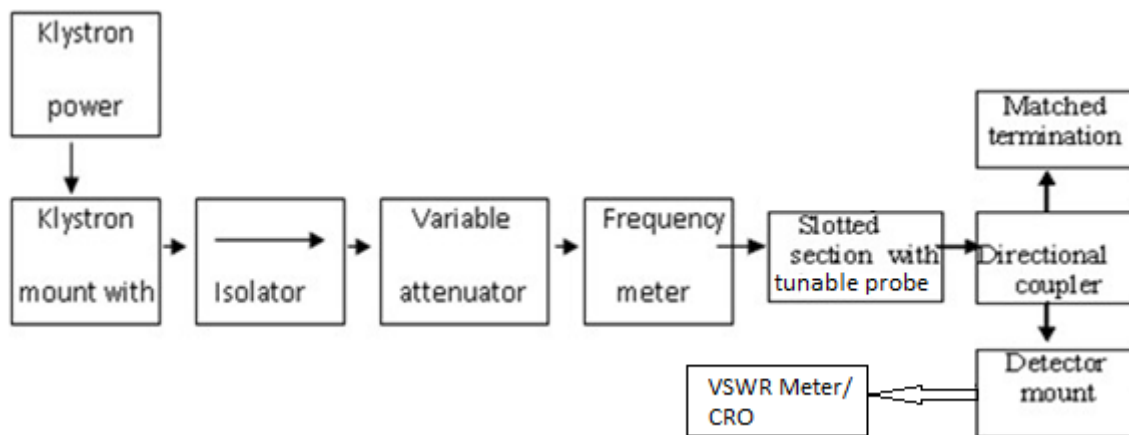 Klystron
power
Klystron
mount with
Isolator
Variable
attenuator
Frequency
meter
Slotted
section with
tunable probe
Matched
termination
Directional
coupler
Detector
mount
VSWR Meter/
CRO